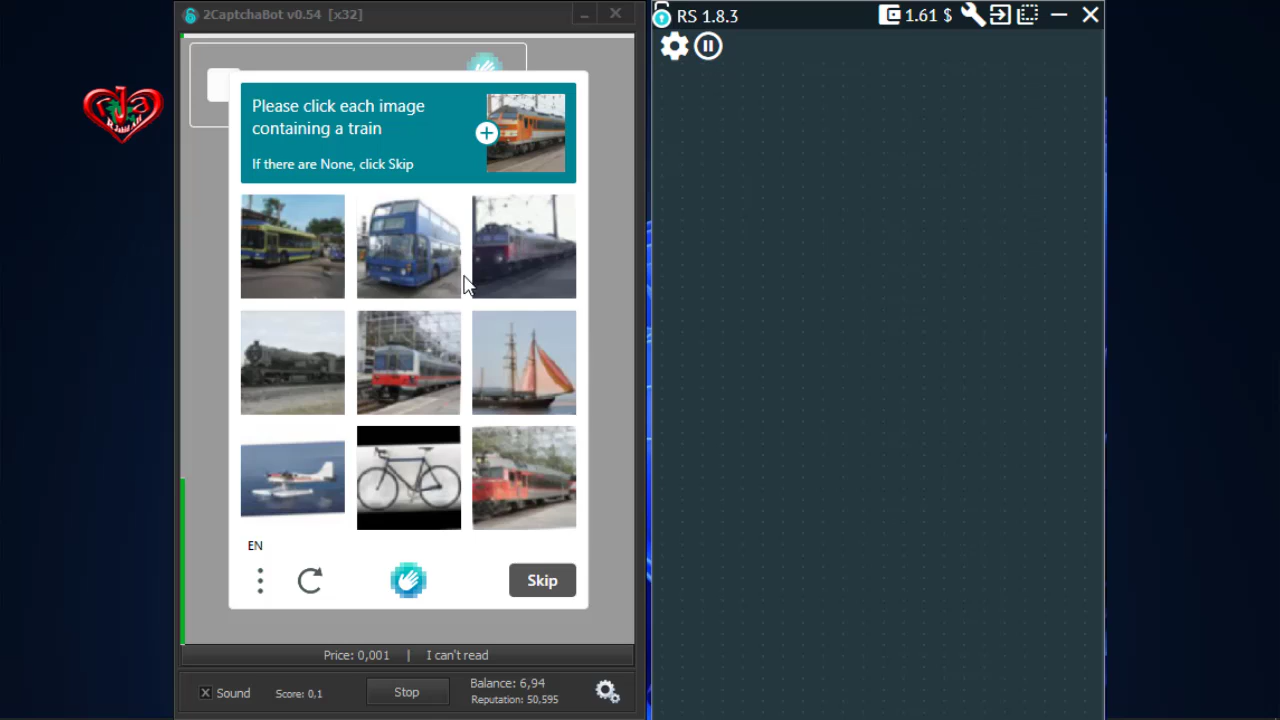 2CaptchaBot v0.54 [x32]
RS 1.8.3
1.61 $
Please click each image
containing a train
If there are None, click Skip
EN
Skip
Price: 0,001 | I can't read
Sound
Score: 0,1
Stop
Balance: 6,94
Reputation: 50,595